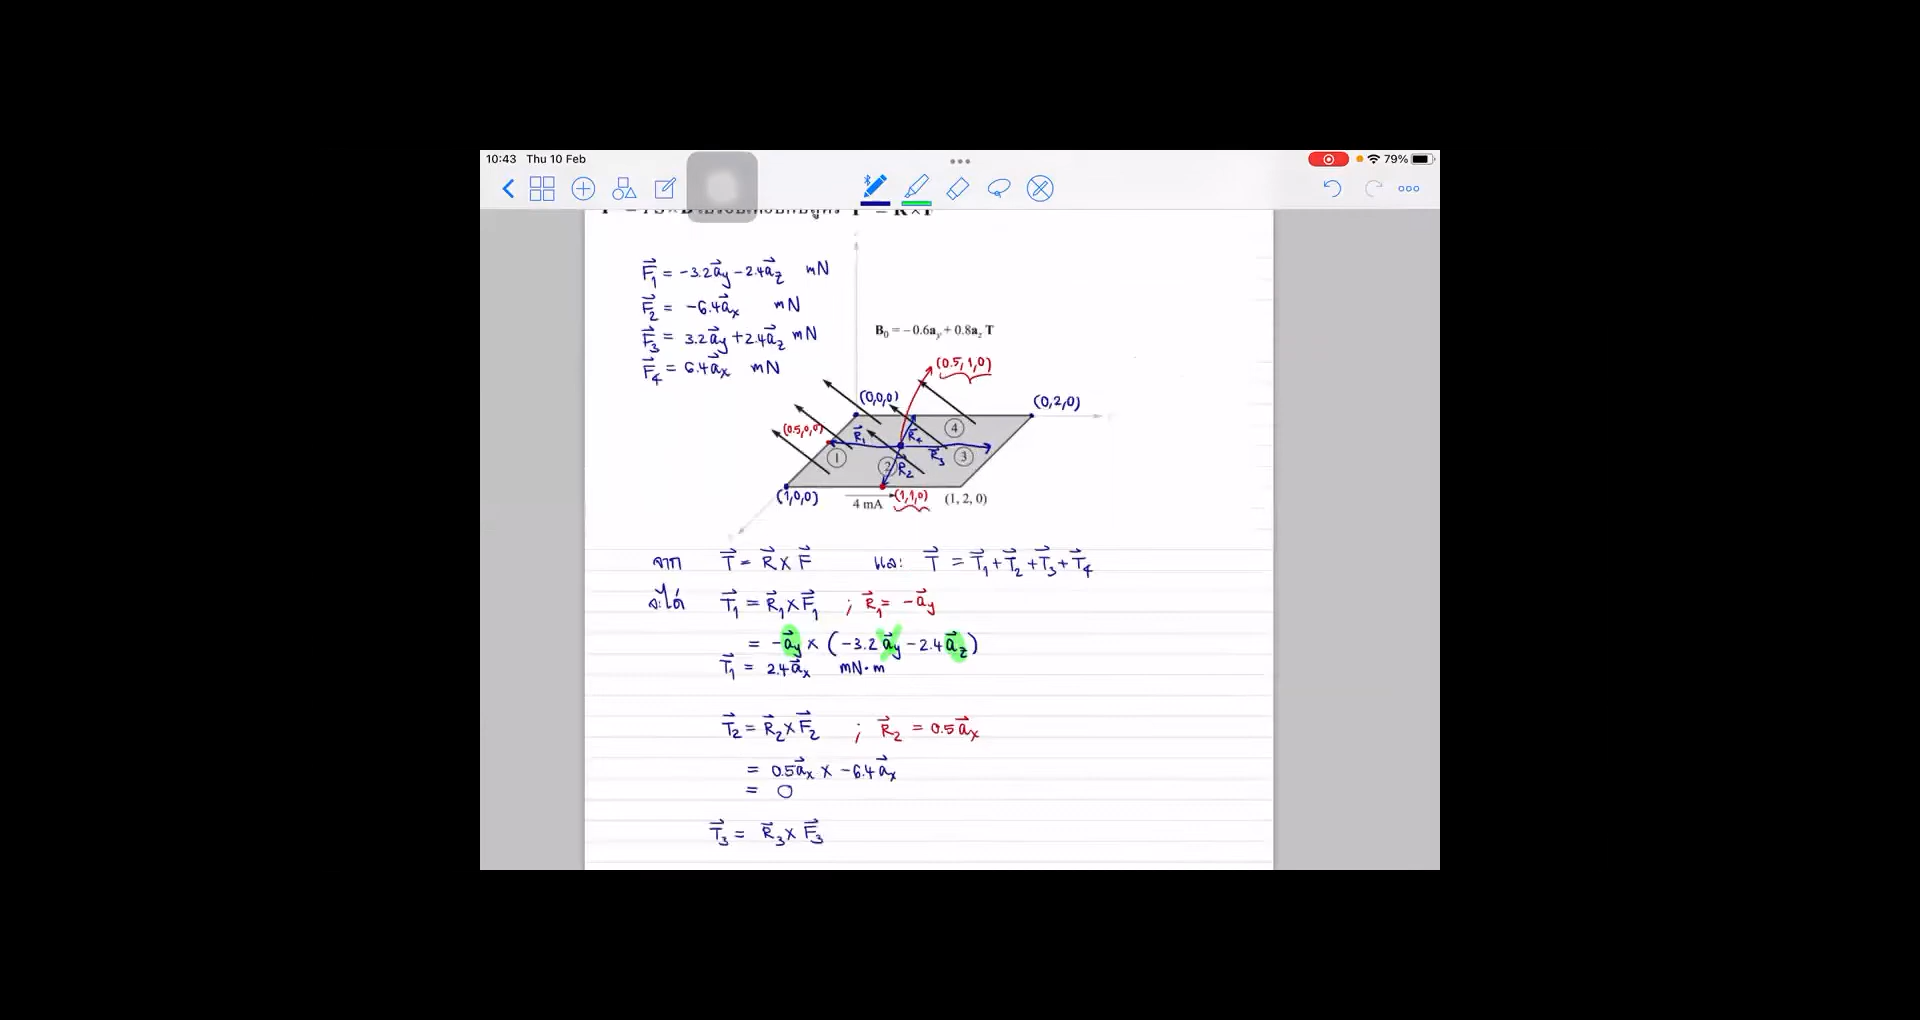 10:43 Thu 10 Feb
79%
F⃗₁ = -3.2a⃗y - 2.4a⃗z mN
F⃗₂ = -6.4a⃗x mN
F⃗₃ = 3.2a⃗y + 2.4a⃗z mN
F⃗₄ = 6.4a⃗x mN
B₀ = -0.6aᵧ + 0.8a_z T
(0.5, 1, 0)
(0,0,0)
(0,2,0)
(0.5,0,0)
R⃗₁
R⃗₄
4
1
2
R⃗₂
R⃗₃
3
(1,0,0)
4 mA
(1,1,0)
(1, 2, 0)
จาก T⃗ = R⃗ × F⃗ และ T⃗ = T⃗₁ + T⃗₂ + T⃗₃ + T⃗₄
จะได้ T⃗₁ = R⃗₁ × F⃗₁ ; R⃗₁ = -a⃗y
= -a⃗y × (-3.2a⃗y - 2.4a⃗z)
T⃗₁ = 2.4a⃗x mN·m
T⃗₂ = R⃗₂ × F⃗₂ ; R⃗₂ = 0.5a⃗x
= 0.5a⃗x × -6.4a⃗x
= 0
T⃗₃ = R⃗₃ × F⃗₃